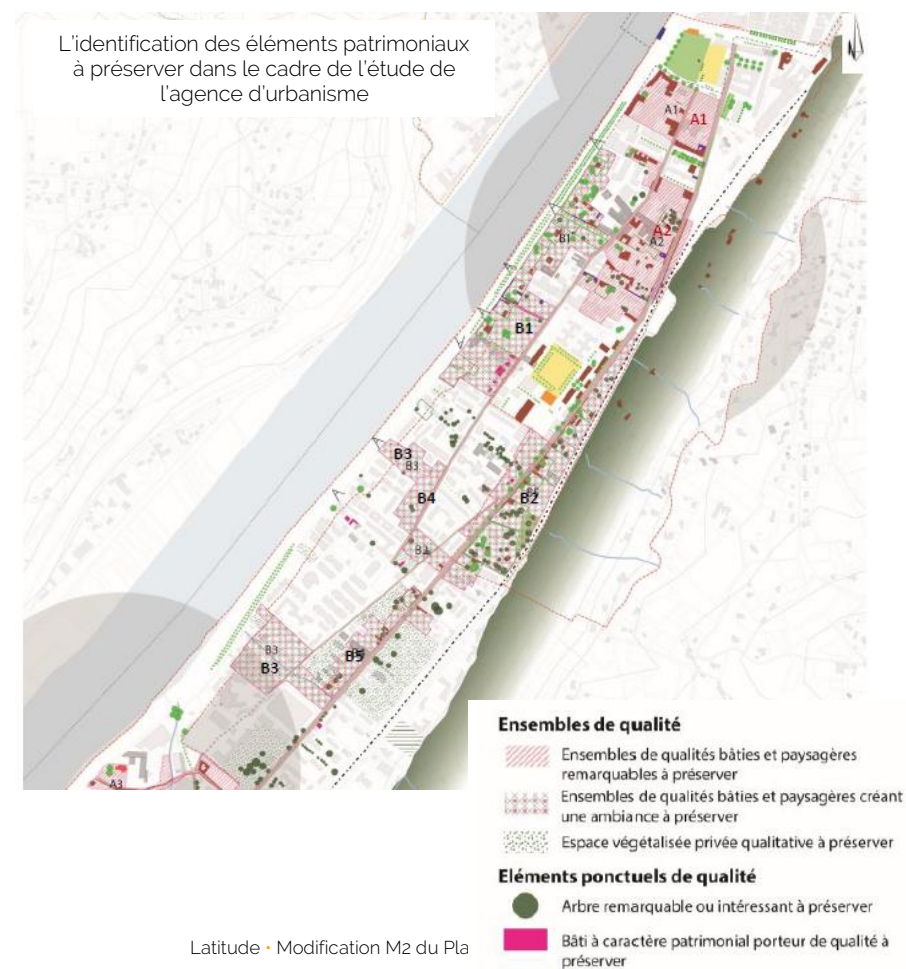 L'identification des éléments patrimoniaux
à préserver dans le cadre de l'étude de
l'agence d'urbanisme
A1
A1
A2
A2
B1
B1
B3
B3
B4
B2
B3
B3
B5
A3
Ensembles de qualité
Ensembles de qualités bâties et paysagères
remarquables à préserver
Ensembles de qualités bâties et paysagères créant
une ambiance à préserver
Espace végétalisée privée qualitative à préserver
Eléments ponctuels de qualité
Arbre remarquable ou intéressant à préserver
Bâti à caractère patrimonial porteur de qualité à
préserver
Latitude • Modification M2 du Pla